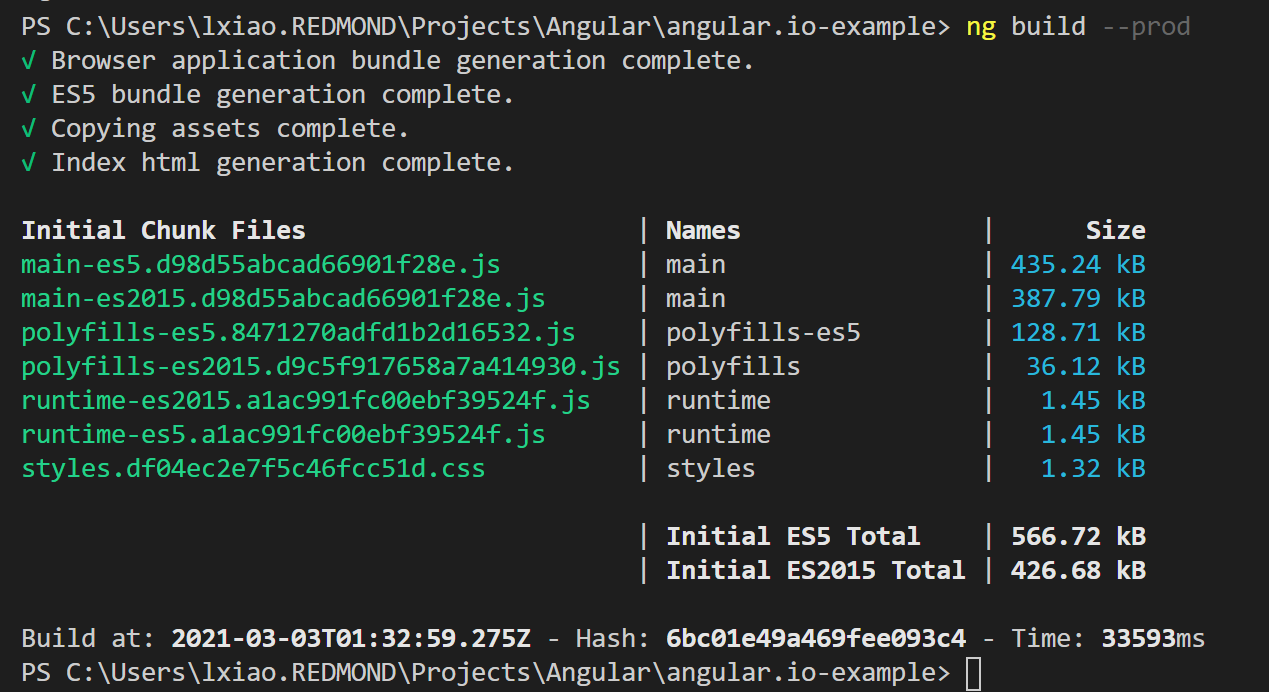 PS C:\Users\lxiao.REDMOND\Projects\Angular\angular.io-example> ng build --prod
√ Browser application bundle generation complete.
√ ES5 bundle generation complete.
√ Copying assets complete.
√ Index html generation complete.
Initial Chunk Files | Names | Size
main-es5.d98d55abcad66901f28e.js | main | 435.24 kB
main-es2015.d98d55abcad66901f28e.js | main | 387.79 kB
polyfills-es5.8471270adfd1b2d16532.js | polyfills-es5 | 128.71 kB
polyfills-es2015.d9c5f917658a7a414930.js | polyfills | 36.12 kB
runtime-es2015.a1ac991fc00ebf39524f.js | runtime | 1.45 kB
runtime-es5.a1ac991fc00ebf39524f.js | runtime | 1.45 kB
styles.df04ec2e7f5c46fcc51d.css | styles | 1.32 kB
| Initial ES5 Total | 566.72 kB
| Initial ES2015 Total | 426.68 kB
Build at: 2021-03-03T01:32:59.275Z - Hash: 6bc01e49a469fee093c4 - Time: 33593ms
PS C:\Users\lxiao.REDMOND\Projects\Angular\angular.io-example>